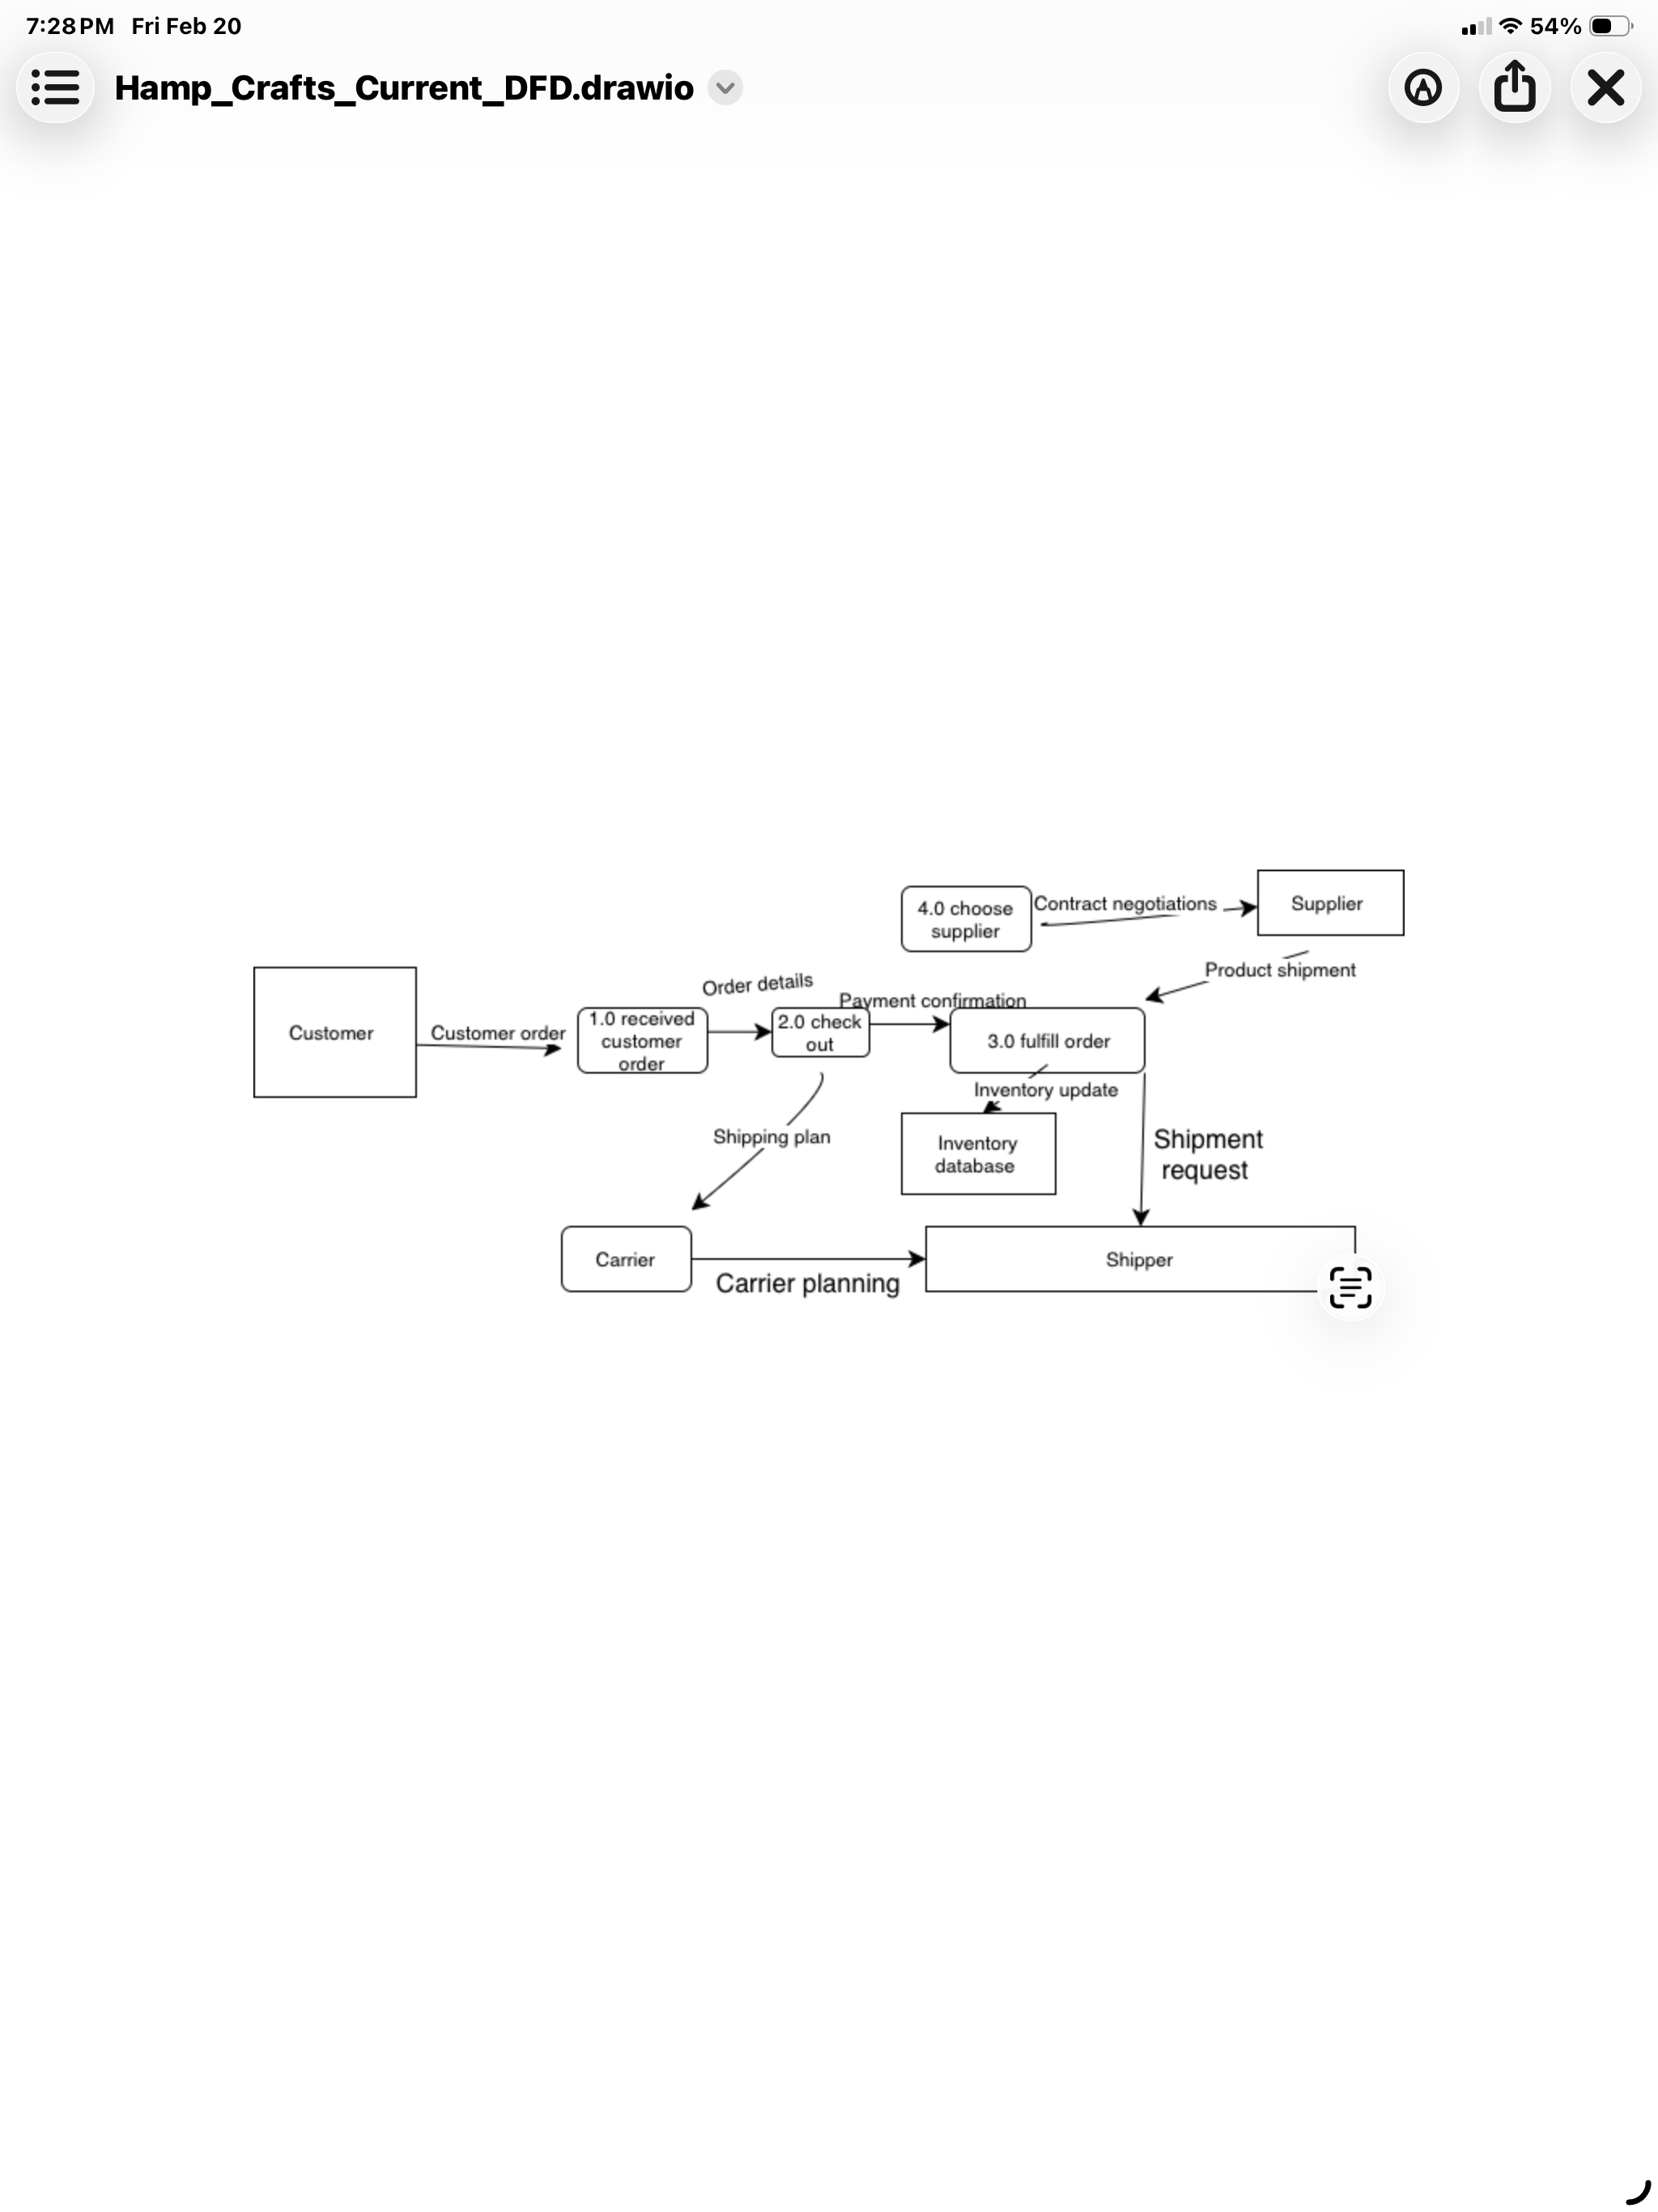 7:28 PM Fri Feb 20
54%
Hamp_Crafts_Current_DFD.drawio
4.0 choose
supplier
Contract negotiations
Supplier
Product shipment
Customer
Customer order
Order details
1.0 received
customer
order
2.0 check
out
Payment confirmation
3.0 fulfill order
Inventory update
Inventory
database
Shipping plan
Shipment
request
Carrier
Carrier planning
Shipper